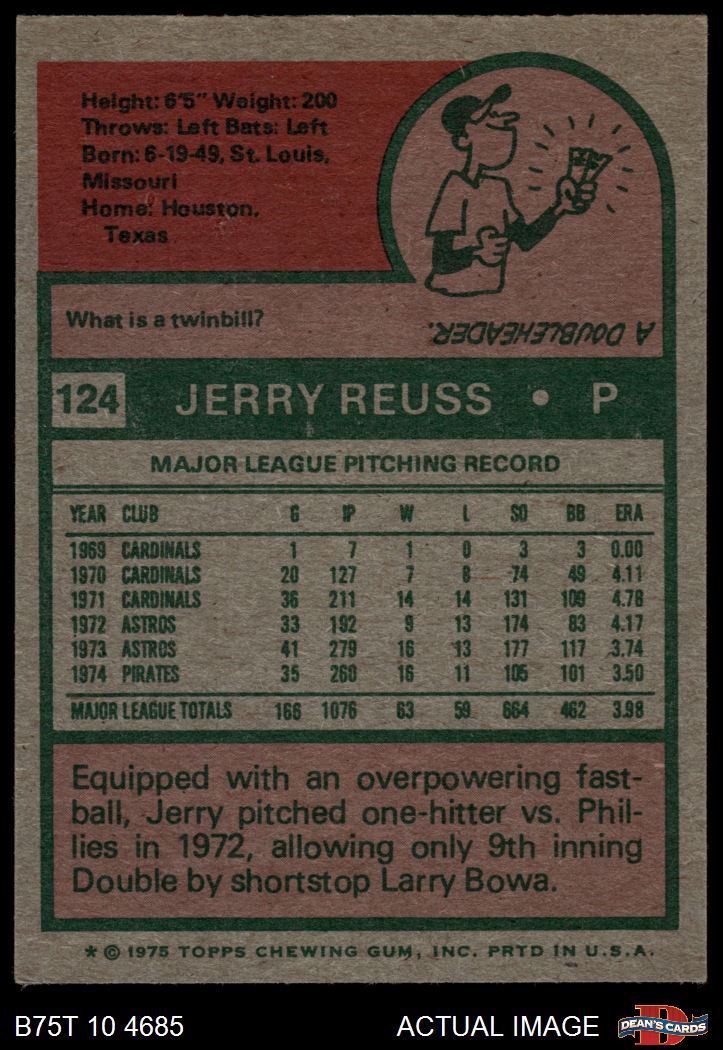 Height: 6'5" Weight: 200
Throws: Left Bats: Left
Born: 6-19-49, St. Louis,
Missouri
Home: Houston,
Texas
What is a twinbill?
A DOUBLEHEADER.
124 JERRY REUSS • P
MAJOR LEAGUE PITCHING RECORD
YEAR CLUB G IP W L SO BB ERA
1969 CARDINALS 1 7 1 0 3 3 0.00
1970 CARDINALS 20 127 7 8 74 49 4.11
1971 CARDINALS 36 211 14 14 131 109 4.78
1972 ASTROS 33 192 9 13 174 83 4.17
1973 ASTROS 41 279 16 13 177 117 3.74
1974 PIRATES 35 260 16 11 105 101 3.50
MAJOR LEAGUE TOTALS 166 1076 63 59 664 462 3.98
Equipped with an overpowering fast-
ball, Jerry pitched one-hitter vs. Phil-
lies in 1972, allowing only 9th inning
Double by shortstop Larry Bowa.
* © 1975 TOPPS CHEWING GUM, INC. PRTD IN U.S.A.
B75T 10 4685 ACTUAL IMAGE DEAN'S CARDS